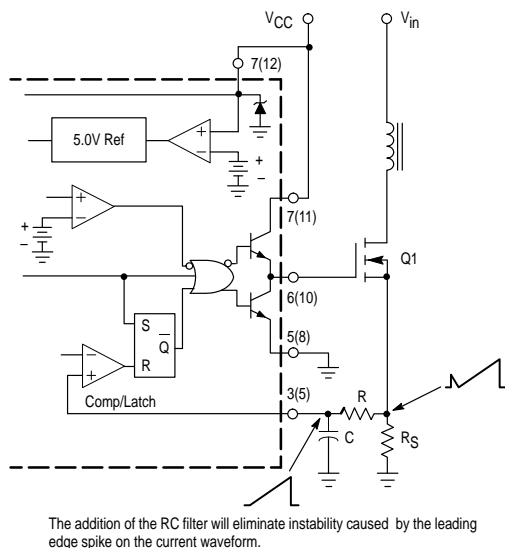 VCC
Vin
7(12)
5.0V Ref
+
−
+
−
+
−
+
−
7(11)
Q1
6(10)
S
Q
R
5(8)
−
+
Comp/Latch
3(5)
R
C
RS
The addition of the RC filter will eliminate instability caused by the leading
edge spike on the current waveform.